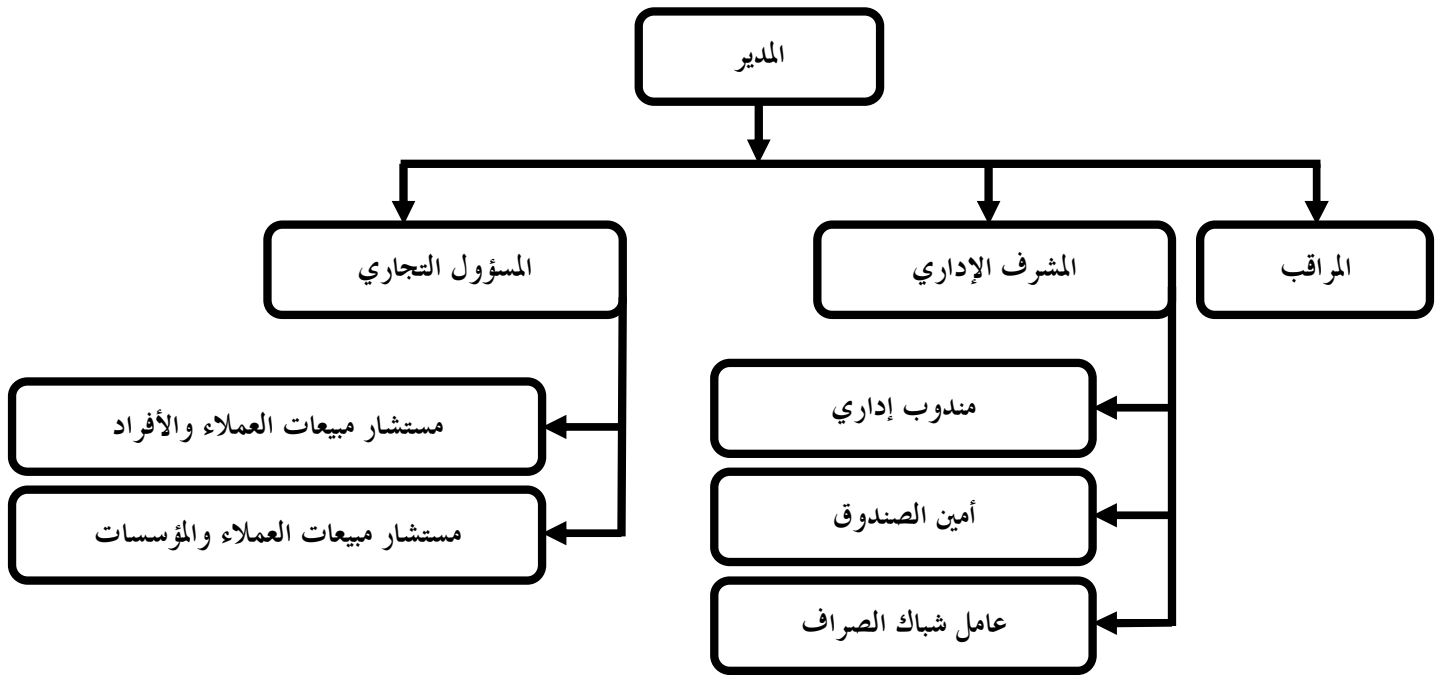 المدير
المراقب
المشرف الإداري
المسؤول التجاري
مندوب إداري
أمين الصندوق
عامل شباك الصراف
مستشار مبيعات العملاء والأفراد
مستشار مبيعات العملاء والمؤسسات